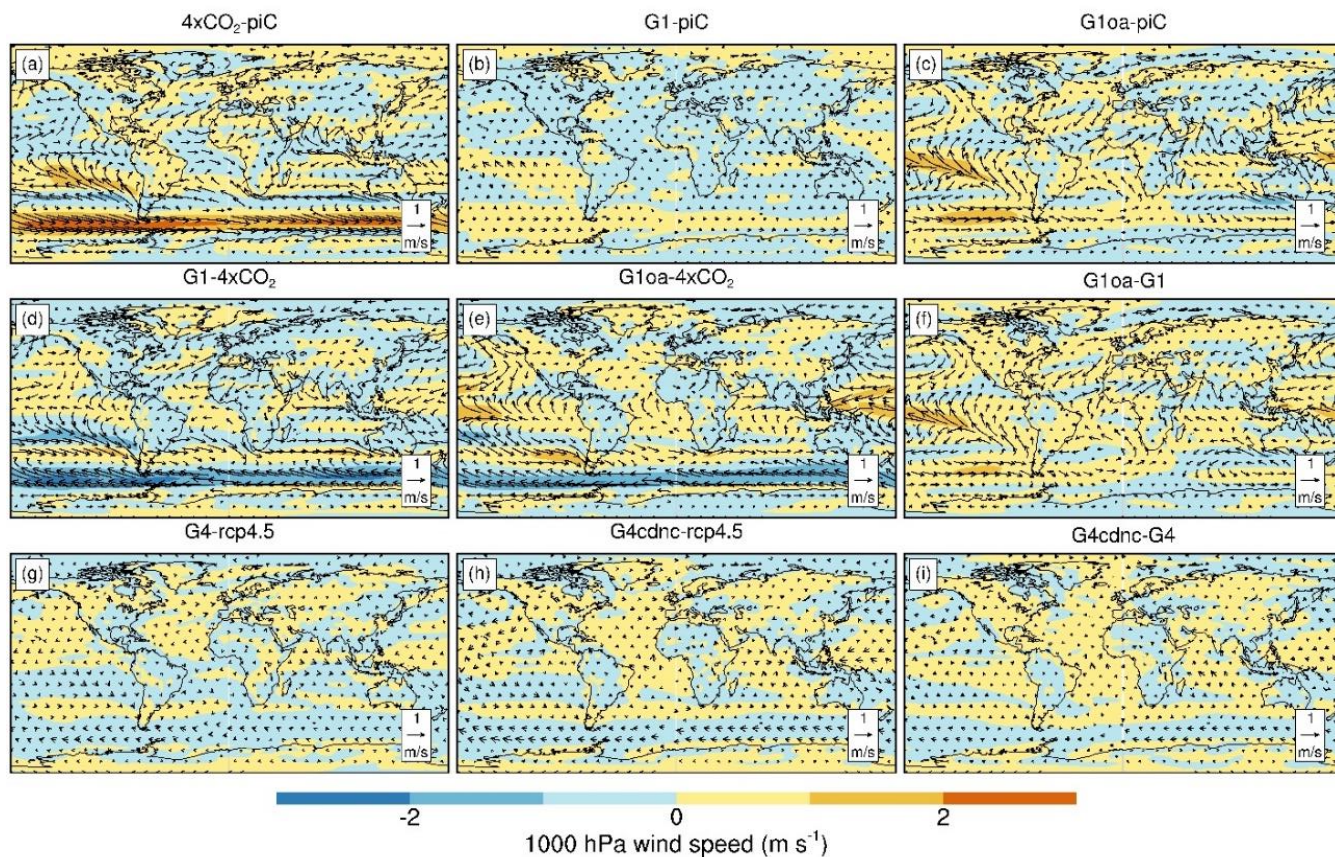 4xCO₂-piC
G1-piC
G1oa-piC
(a)
1
m/s
(b)
1
m/s
(c)
1
m/s
G1-4xCO₂
G1oa-4xCO₂
G1oa-G1
(d)
1
m/s
(e)
1
m/s
(f)
1
m/s
G4-rcp4.5
G4cdnc-rcp4.5
G4cdnc-G4
(g)
1
m/s
(h)
1
m/s
(i)
1
m/s
-2 0 2
1000 hPa wind speed (m s⁻¹)